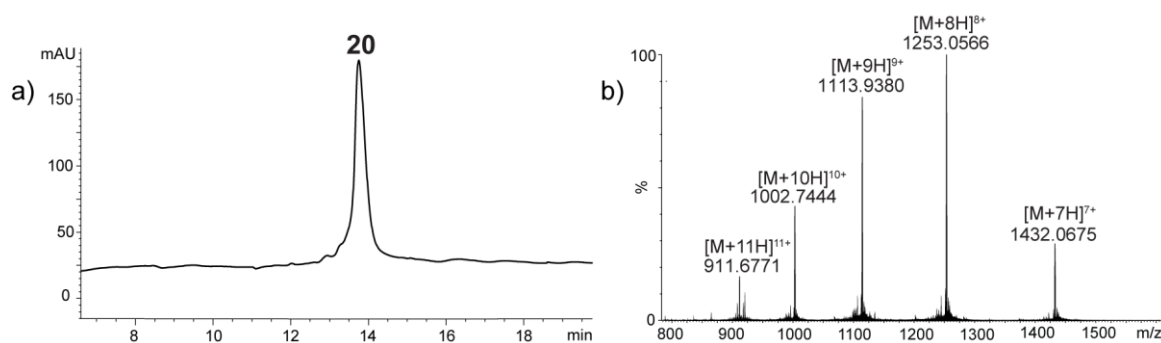 a)
20
mAU
150
100
50
0
8
10
12
14
16
18
min
b)
[M+8H]⁸⁺
1253.0566
[M+9H]⁹⁺
1113.9380
[M+10H]¹⁰⁺
1002.7444
[M+11H]¹¹⁺
911.6771
[M+7H]⁷⁺
1432.0675
100
%
0
800
900
1000
1100
1200
1300
1400
1500
m/z